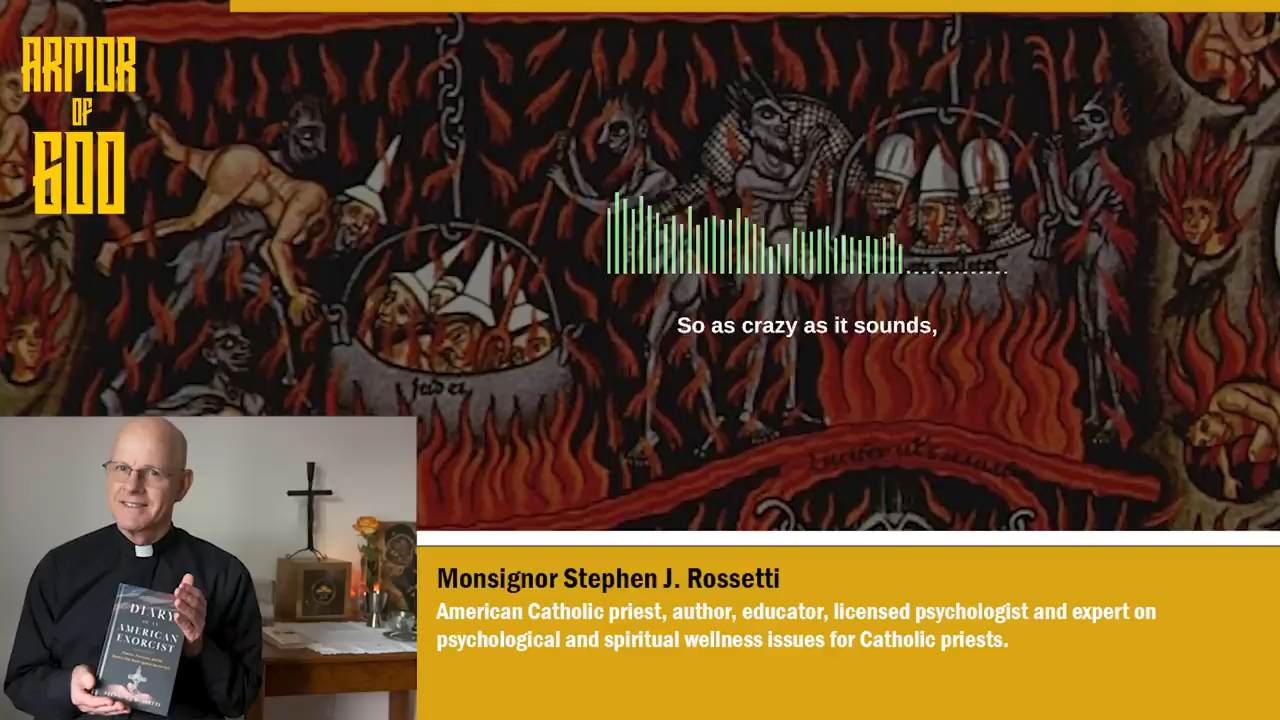 ARMOR
OF
GOD
So as crazy as it sounds,
Monsignor Stephen J. Rossetti
American Catholic priest, author, educator, licensed psychologist and expert on
psychological and spiritual wellness issues for Catholic priests.
DIARY
OF AN
AMERICAN
EXORCIST